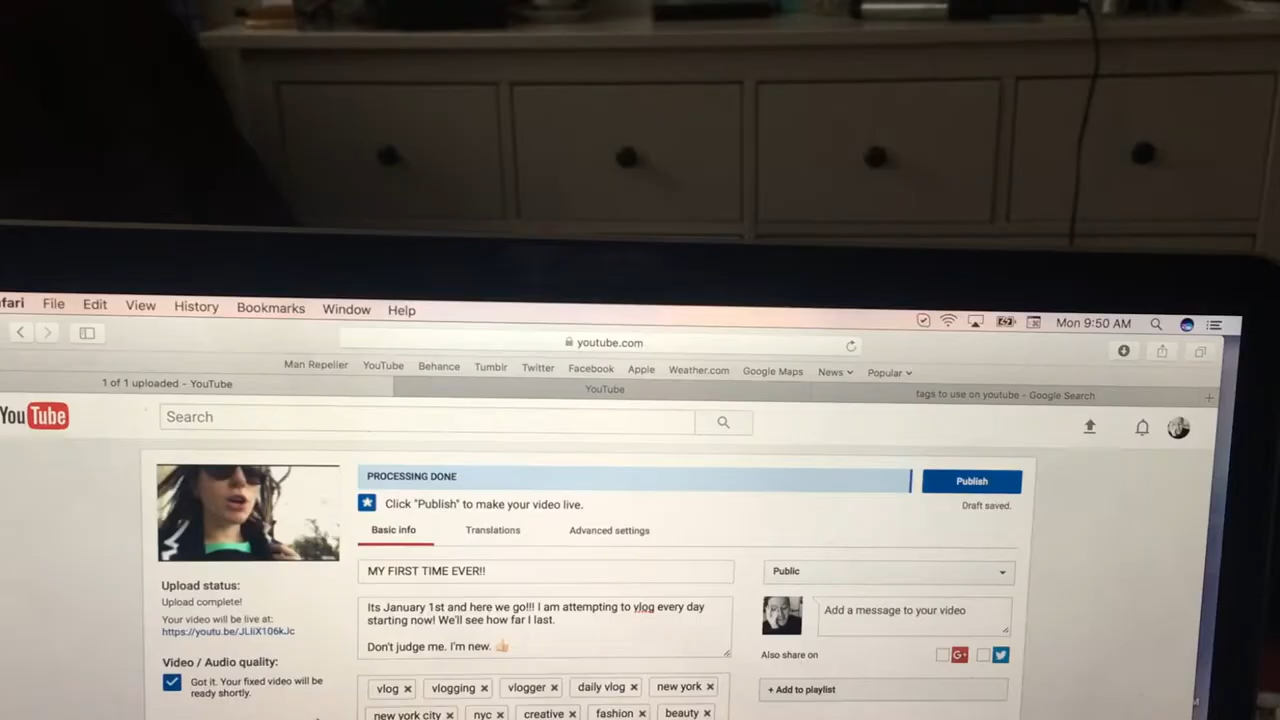 File Edit View History Bookmarks Window Help
Mon 9:50 AM
youtube.com
Man Repeller YouTube Behance Tumblr Twitter Facebook Apple Weather.com Google Maps News Popular
1 of 1 uploaded - YouTube
YouTube
tags to use on youtube - Google Search
YouTube
Search
PROCESSING DONE
Publish
Click "Publish" to make your video live.
Draft saved.
Basic info Translations Advanced settings
MY FIRST TIME EVER!!
Public
Its January 1st and here we go!!! I am attempting to vlog every day
starting now! We'll see how far I last.
Don't judge me. I'm new. 👍🏻
Add a message to your video
Also share on
G+
+ Add to playlist
Upload status:
Upload complete!
Your video will be live at:
Video / Audio quality:
Got it. Your fixed video will be
ready shortly.
vlog × vlogging × vlogger × daily vlog × new york ×
new york city × nyc × creative × fashion × beauty ×